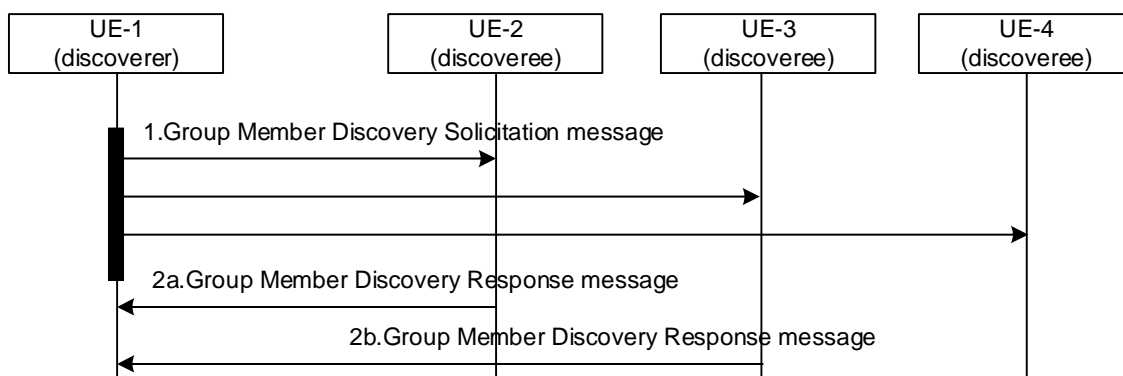 UE-1
(discoverer)
UE-2
(discoveree)
UE-3
(discoveree)
UE-4
(discoveree)
1.Group Member Discovery Solicitation message
2a.Group Member Discovery Response message
2b.Group Member Discovery Response message